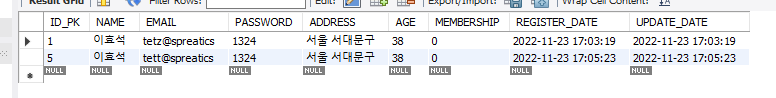 Result Grid Filter Rows: Edit: Export/Import: Wrap Cell Content:
ID_PK NAME EMAIL PASSWORD ADDRESS AGE MEMBERSHIP REGISTER_DATE UPDATE_DATE
1 이효석 tetz@spreatics 1324 서울 서대문구 38 0 2022-11-23 17:03:19 2022-11-23 17:03:19
5 이효석 tett@spreatics 1324 서울 서대문구 38 0 2022-11-23 17:05:23 2022-11-23 17:05:23
NULL NULL NULL NULL NULL NULL NULL NULL NULL